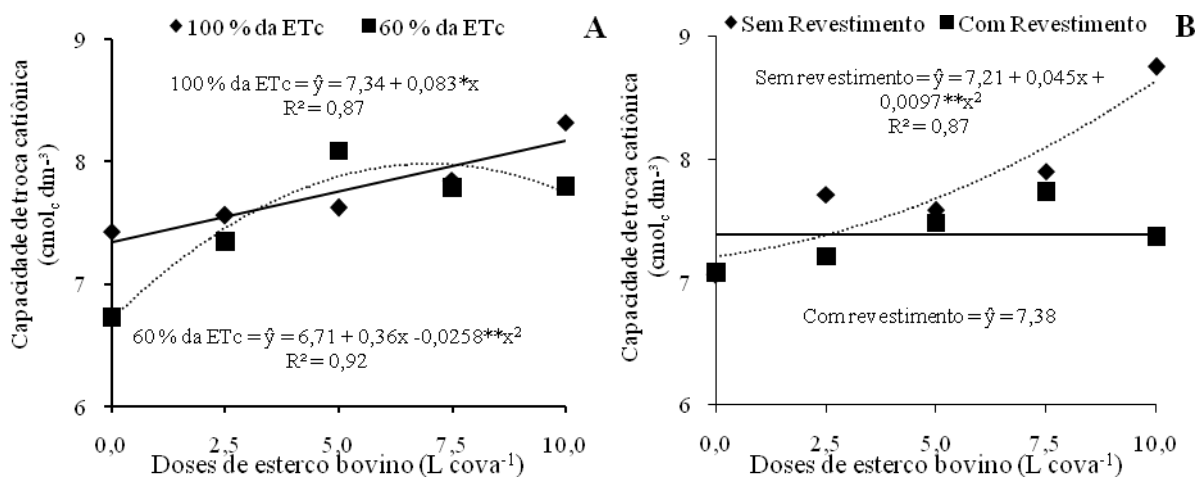 100 % da ETc 60 % da ETc A
9
8
7
6
Capacidade de troca catiônica
(cmolc dm-³)
100 % da ETc = ŷ = 7,34 + 0,083*x
R² = 0,87
60 % da ETc = ŷ = 6,71 + 0,36x -0,0258**x²
R² = 0,92
0,0 2,5 5,0 7,5 10,0
Doses de esterco bovino (L cova-1)
Sem Revestimento Com Revestimento B
9
8
7
6
Capacidade de troca catiônica
(cmolc dm-³)
Sem revestimento = ŷ = 7,21 + 0,045x +
0,0097**x²
R² = 0,87
Com revestimento = ŷ = 7,38
0,0 2,5 5,0 7,5 10,0
Doses de esterco bovino (L cova-1)